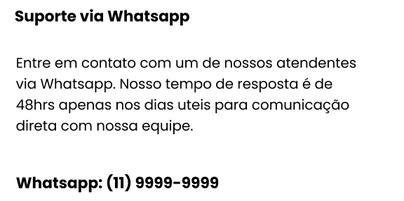 Suporte via Whatsapp
Entre em contato com um de nossos atendentes
via Whatsapp. Nosso tempo de resposta é de
48hrs apenas nos dias uteis para comunicação
direta com nossa equipe.
Whatsapp: (11) 9999-9999